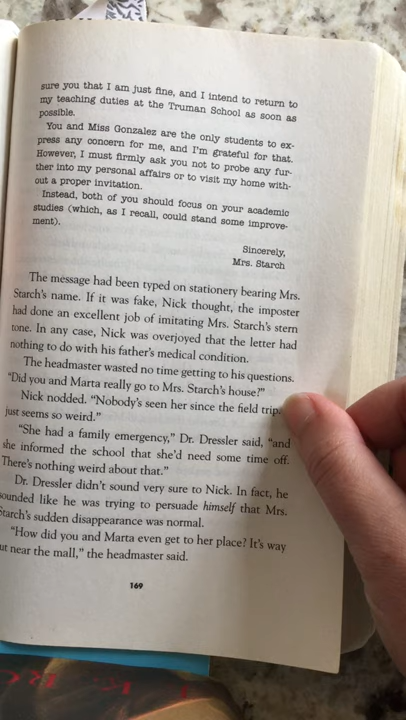 sure you that I am just fine, and I intend to return to
my teaching duties at the Truman School as soon as
possible.
You and Miss Gonzalez are the only students to ex-
press any concern for me, and I'm grateful for that.
However, I must firmly ask you not to probe any fur-
ther into my personal affairs or to visit my home with-
out a proper invitation.
Instead, both of you should focus on your academic
studies (which, as I recall, could stand some improve-
ment).
Sincerely,
Mrs. Starch
The message had been typed on stationery bearing Mrs.
Starch's name. If it was fake, Nick thought, the imposter
had done an excellent job of imitating Mrs. Starch's stern
tone. In any case, Nick was overjoyed that the letter had
nothing to do with his father's medical condition.
The headmaster wasted no time getting to his questions.
"Did you and Marta really go to Mrs. Starch's house?"
Nick nodded. "Nobody's seen her since the field trip.
just seems so weird."
"She had a family emergency," Dr. Dressler said, "and
she informed the school that she'd need some time off.
There's nothing weird about that."
Dr. Dressler didn't sound very sure to Nick. In fact, he
sounded like he was trying to persuade himself that Mrs.
Starch's sudden disappearance was normal.
"How did you and Marta even get to her place? It's way
ut near the mall," the headmaster said.
169